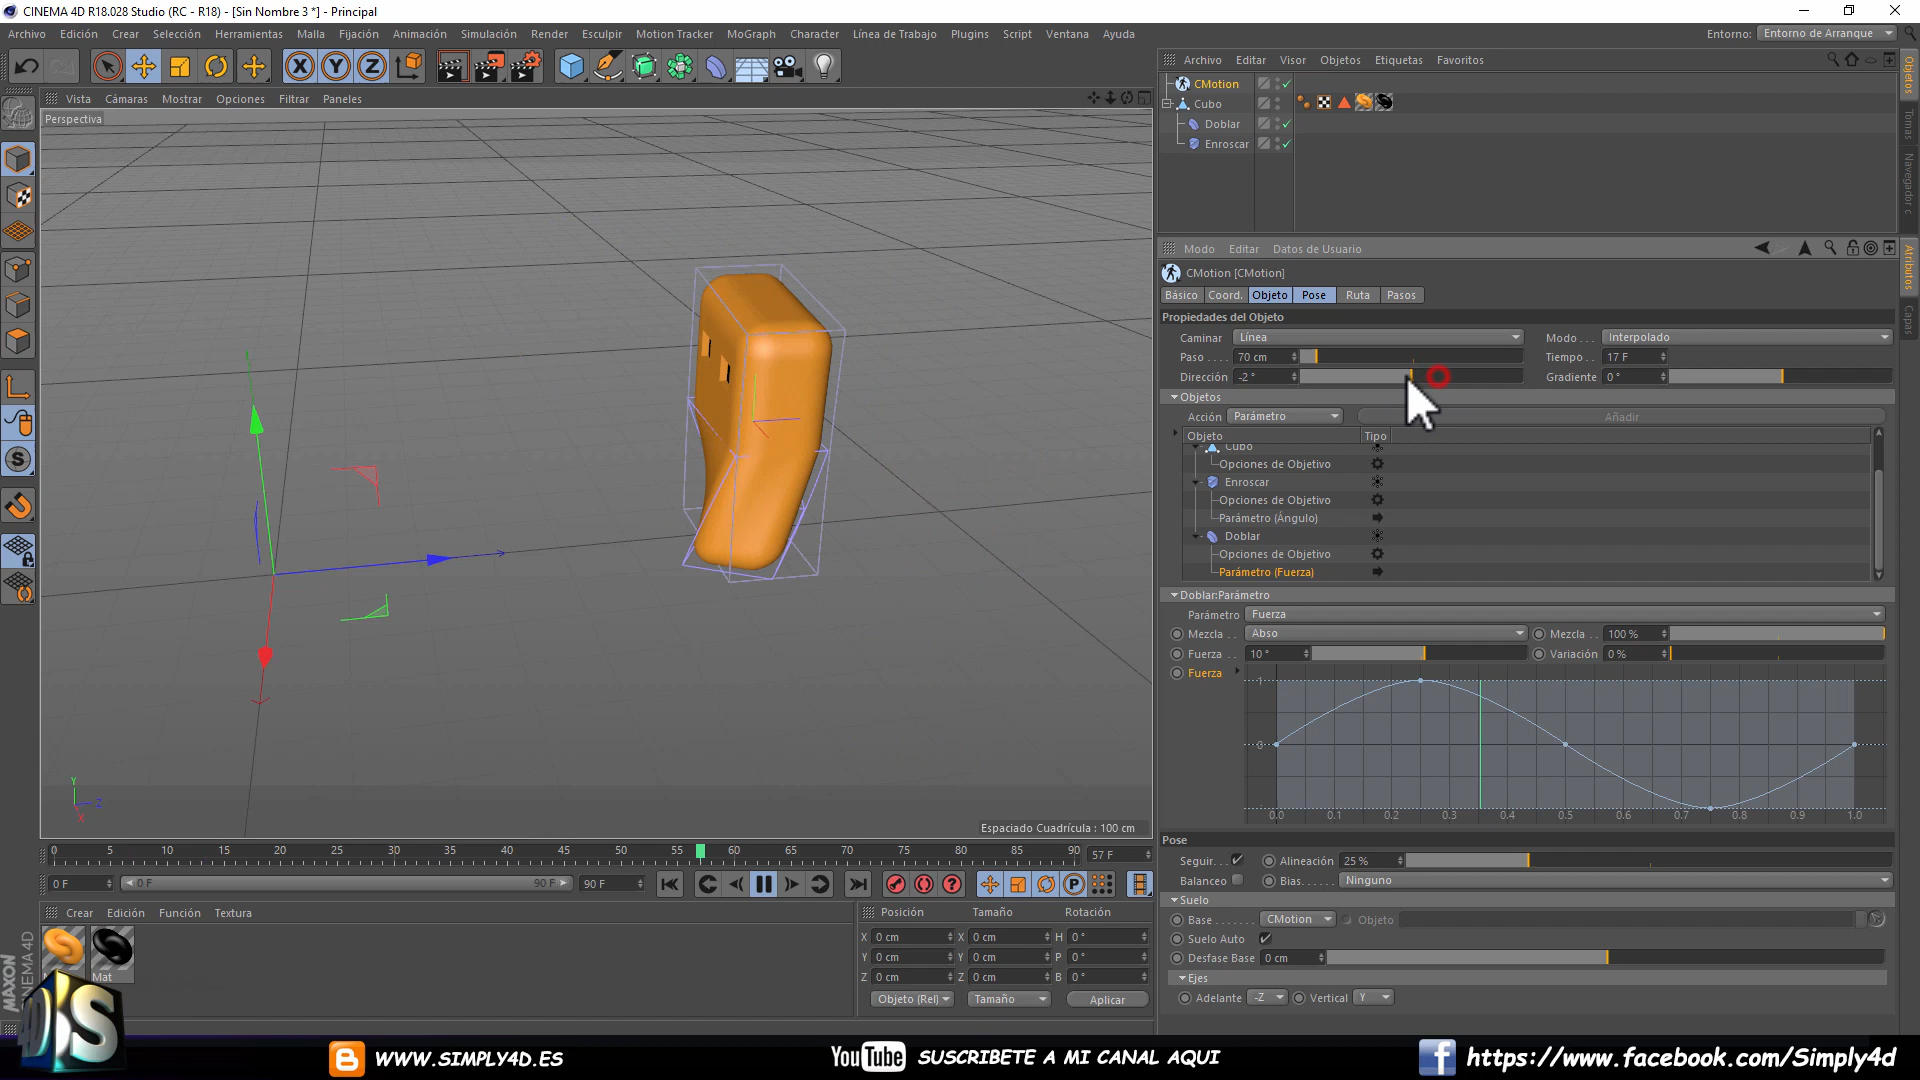 CINEMA 4D R18.028 Studio (RC - R18) - [Sin Nombre 3 *] - Principal
Archivo Edición Crear Selección Herramientas Malla Fijación Animación Simulación Render Esculpir Motion Tracker MoGraph Character Línea de Trabajo Plugins Script Ventana Ayuda Entorno: Entorno de Arranque
X Y Z
Archivo Editar Visor Objetos Etiquetas Favoritos
Vista Cámaras Mostrar Opciones Filtrar Paneles
Perspectiva
CMotion
Cubo
Doblar
Enroscar
Objetos
Tomas
Navegador c
Modo Editar Datos de Usuario
CMotion [CMotion]
Básico Coord. Objeto Pose Ruta Pasos
Atributos
Capas
Propiedades del Objeto
Caminar Línea Modo . . . Interpolado
Paso . . . . 70 cm Tiempo . . 17 F
Dirección -2 ° Gradiente 0 °
Objetos
Acción Parámetro Añadir
Objeto Tipo
Cubo
Opciones de Objetivo
Enroscar
Opciones de Objetivo
Parámetro (Ángulo)
Doblar
Opciones de Objetivo
Parámetro (Fuerza)
Doblar:Parámetro
Parámetro Fuerza
Mezcla . . Abso Mezcla . . 100 %
Fuerza . . 10 ° Variación 0 %
Fuerza
1
0
0.0 0.1 0.2 0.3 0.4 0.5 0.6 0.7 0.8 0.9 1.0
Pose
Seguir. . . Alineación 25 %
Balanceo Bias. . . . . . Ninguno
Suelo
Base . . . . . . . CMotion Objeto
Suelo Auto
Desfase Base 0 cm
Ejes
Adelante -Z Vertical Y
Y
Z
X
Espaciado Cuadrícula : 100 cm
0 5 10 15 20 25 30 35 40 45 50 55 60 65 70 75 80 85 90 57 F
0 F 0 F 90 F 90 F
Crear Edición Función Textura
Mat
Posición Tamaño Rotación
X 0 cm X 0 cm H 0 °
Y 0 cm Y 0 cm P 0 °
Z 0 cm Z 0 cm B 0 °
Objeto (Rel) Tamaño Aplicar
MAXON
CINEMA 4D
WWW.SIMPLY4D.ES
YouTube SUSCRIBETE A MI CANAL AQUI
f https://www.facebook.com/Simply4d